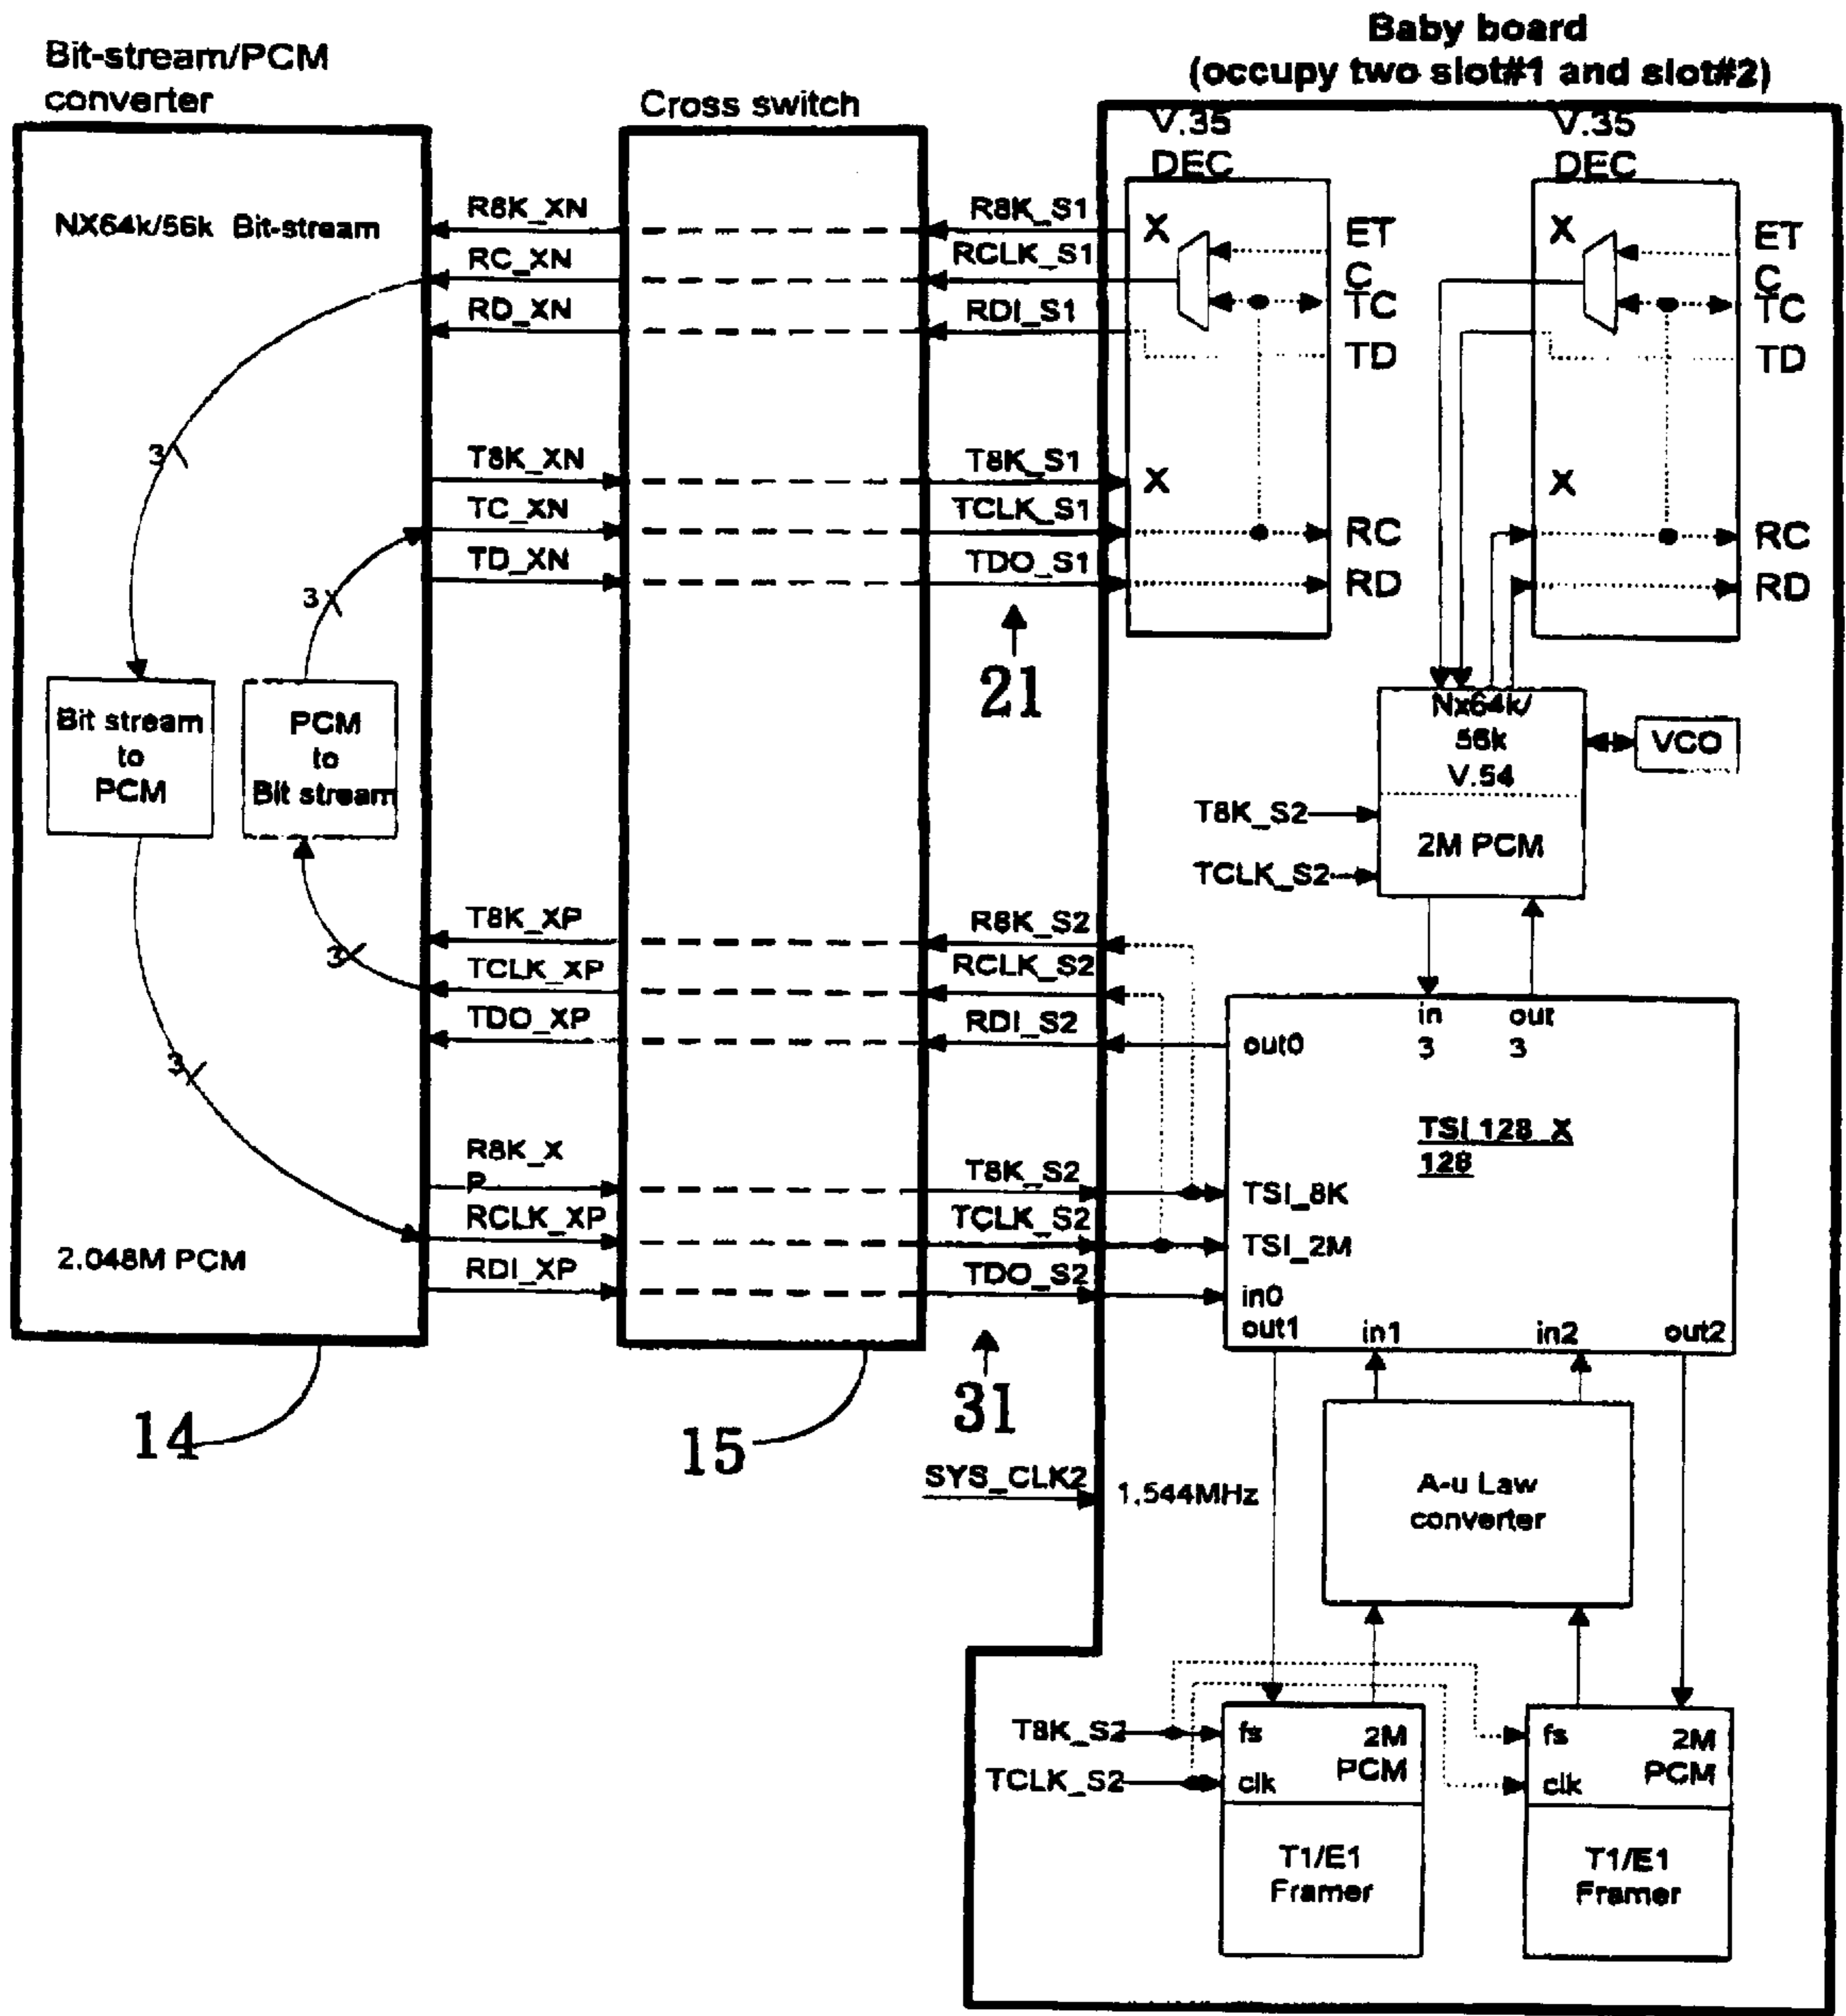 Baby board
(occupy two slot#1 and slot#2)
Bit-stream/PCM
converter
Cross switch
V.35
DEC
V.35
DEC
NX64k/56k Bit-stream
R8K_XN
RC_XN
RD_XN
R8K_S1
RCLK_S1
RDI_S1
X
ET
C
TC
TD
X
ET
C
TC
TD
3
T8K_XN
TC_XN
TD_XN
T8K_S1
TCLK_S1
TDO_S1
X
RC
RD
X
RC
RD
3
21
Bit stream
to
PCM
PCM
to
Bit stream
Nx64k/
56k
V.54
VCO
T8K_S2
TCLK_S2
2M PCM
3
T8K_XP
TCLK_XP
TDO_XP
R8K_S2
RCLK_S2
RDI_S2
out0
in
3
out
3
3
TSI 128 X
128
R8K_X
P
RCLK_XP
RDI_XP
T8K_S2
TCLK_S2
TDO_S2
TSI_8K
TSI_2M
in0
out1
in1
in2
out2
2.048M PCM
14
15
31
SYS_CLK2
1.544MHz
A-u Law
converter
T8K_S2
TCLK_S2
fs
clk
2M
PCM
fs
clk
2M
PCM
T1/E1
Framer
T1/E1
Framer